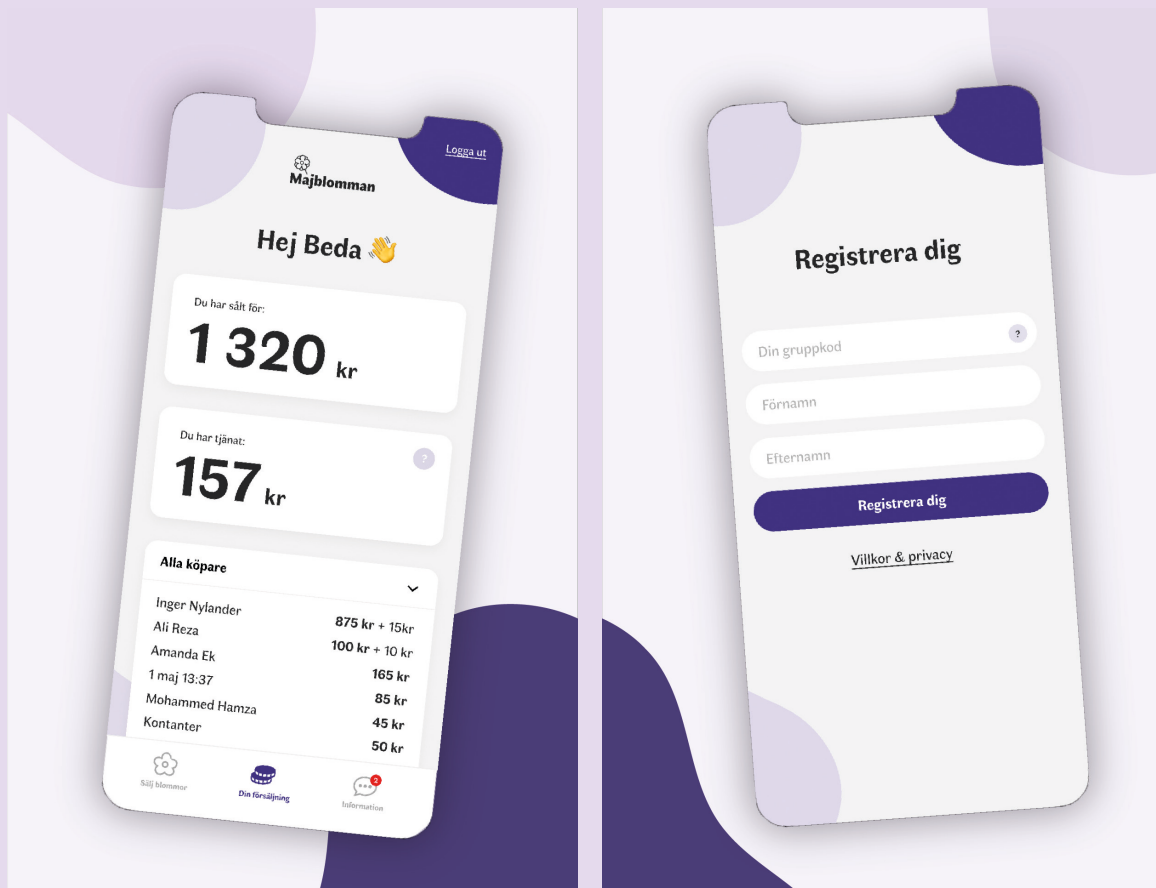 Logga ut
Majblomman
Hej Beda 👋
Du har sålt för:
1 320 kr
Du har tjänat:
?
157 kr
Alla köpare
Inger Nylander 875 kr + 15kr
Ali Reza 100 kr + 10 kr
Amanda Ek 165 kr
1 maj 13:37 85 kr
Mohammed Hamza 45 kr
Kontanter 50 kr
2
Sälj blommor Din försäljning Information
Registrera dig
Din gruppkod ?
Förnamn
Efternamn
Registrera dig
Villkor & privacy